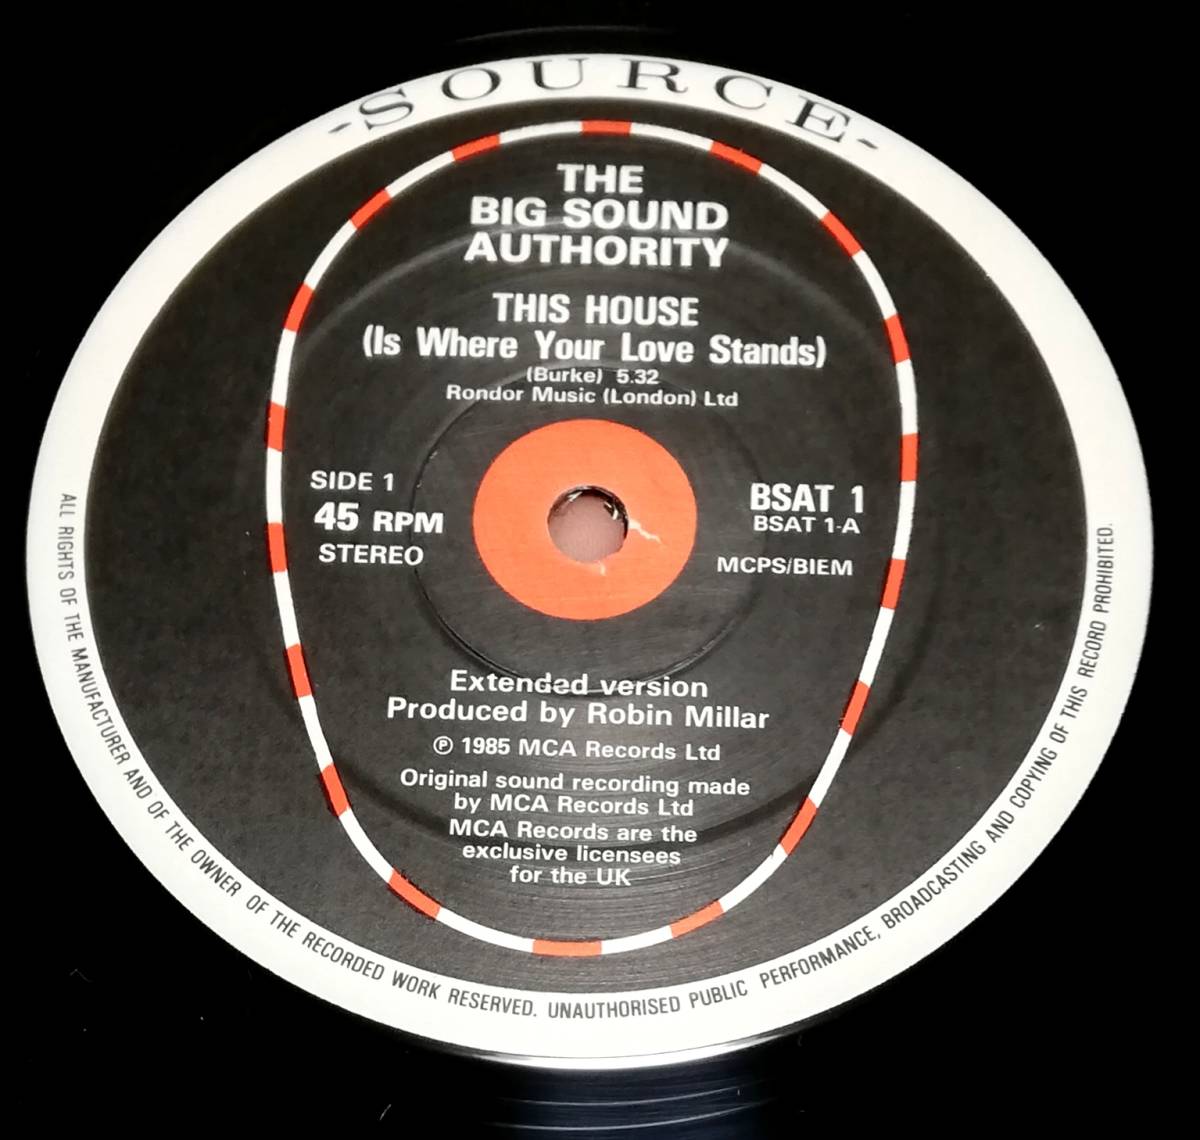 -SOURCE-
THE
BIG SOUND
AUTHORITY
THIS HOUSE
(Is Where Your Love Stands)
(Burke) 5.32
Rondor Music (London) Ltd
SIDE 1
45 RPM
STEREO
BSAT 1
BSAT 1-A
MCPS/BIEM
Extended version
Produced by Robin Millar
℗ 1985 MCA Records Ltd
Original sound recording made
by MCA Records Ltd
MCA Records are the
exclusive licensees
for the UK
ALL RIGHTS OF THE MANUFACTURER AND OF THE OWNER OF THE RECORDED WORK RESERVED. UNAUTHORISED PUBLIC PERFORMANCE, BROADCASTING AND COPYING OF THIS RECORD PROHIBITED.